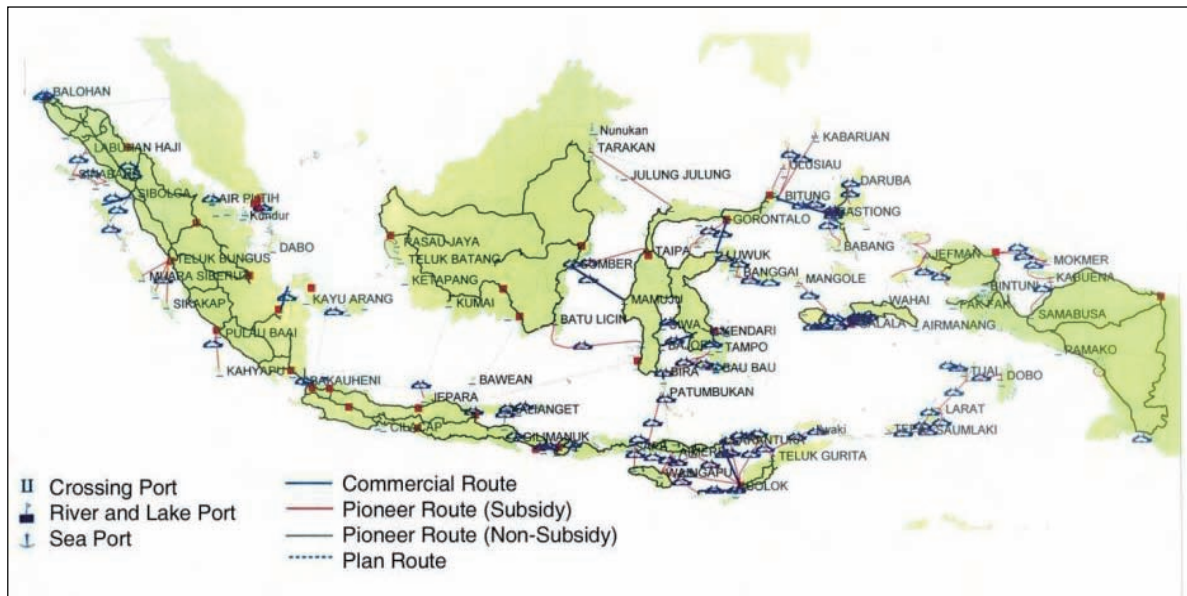 BALOHAN
LABUHAN HAJI
SIBOLGA
Kundur
DABO
TELUK BUNGUS
SIKAKAP
KAYU ARANG
PULAU BAAI
KAHYAPU
BAKAUHENI
JEPARA
BAWEAN
CILACAP
Nunukan
TARAKAN
JULUNG JULUNG
RASAU JAYA
TELUK BATANG
KETAPANG
KUMAI
BATU LICIN
TAIPA
MAMUJU
GORONTALO
BITUNG
KABARUAN
DARUBA
BASTIONG
BABANG
LUWUK
BANGGAI
MANGOLE
WAHAI
AIRMANANG
KENDARI
TAMPO
BAU BAU
BIRA
PATUMBUKAN
CILIMANUK
WAINGAPU
TELUK GURITA
BOLOK
JEFMAN
MOKMER
KABUENA
BINTUNI
SAMABUSA
TUAL
DOBO
LARAT
SAUMLAKI
Crossing Port
River and Lake Port
Sea Port
Commercial Route
Pioneer Route (Subsidy)
Pioneer Route (Non-Subsidy)
Plan Route